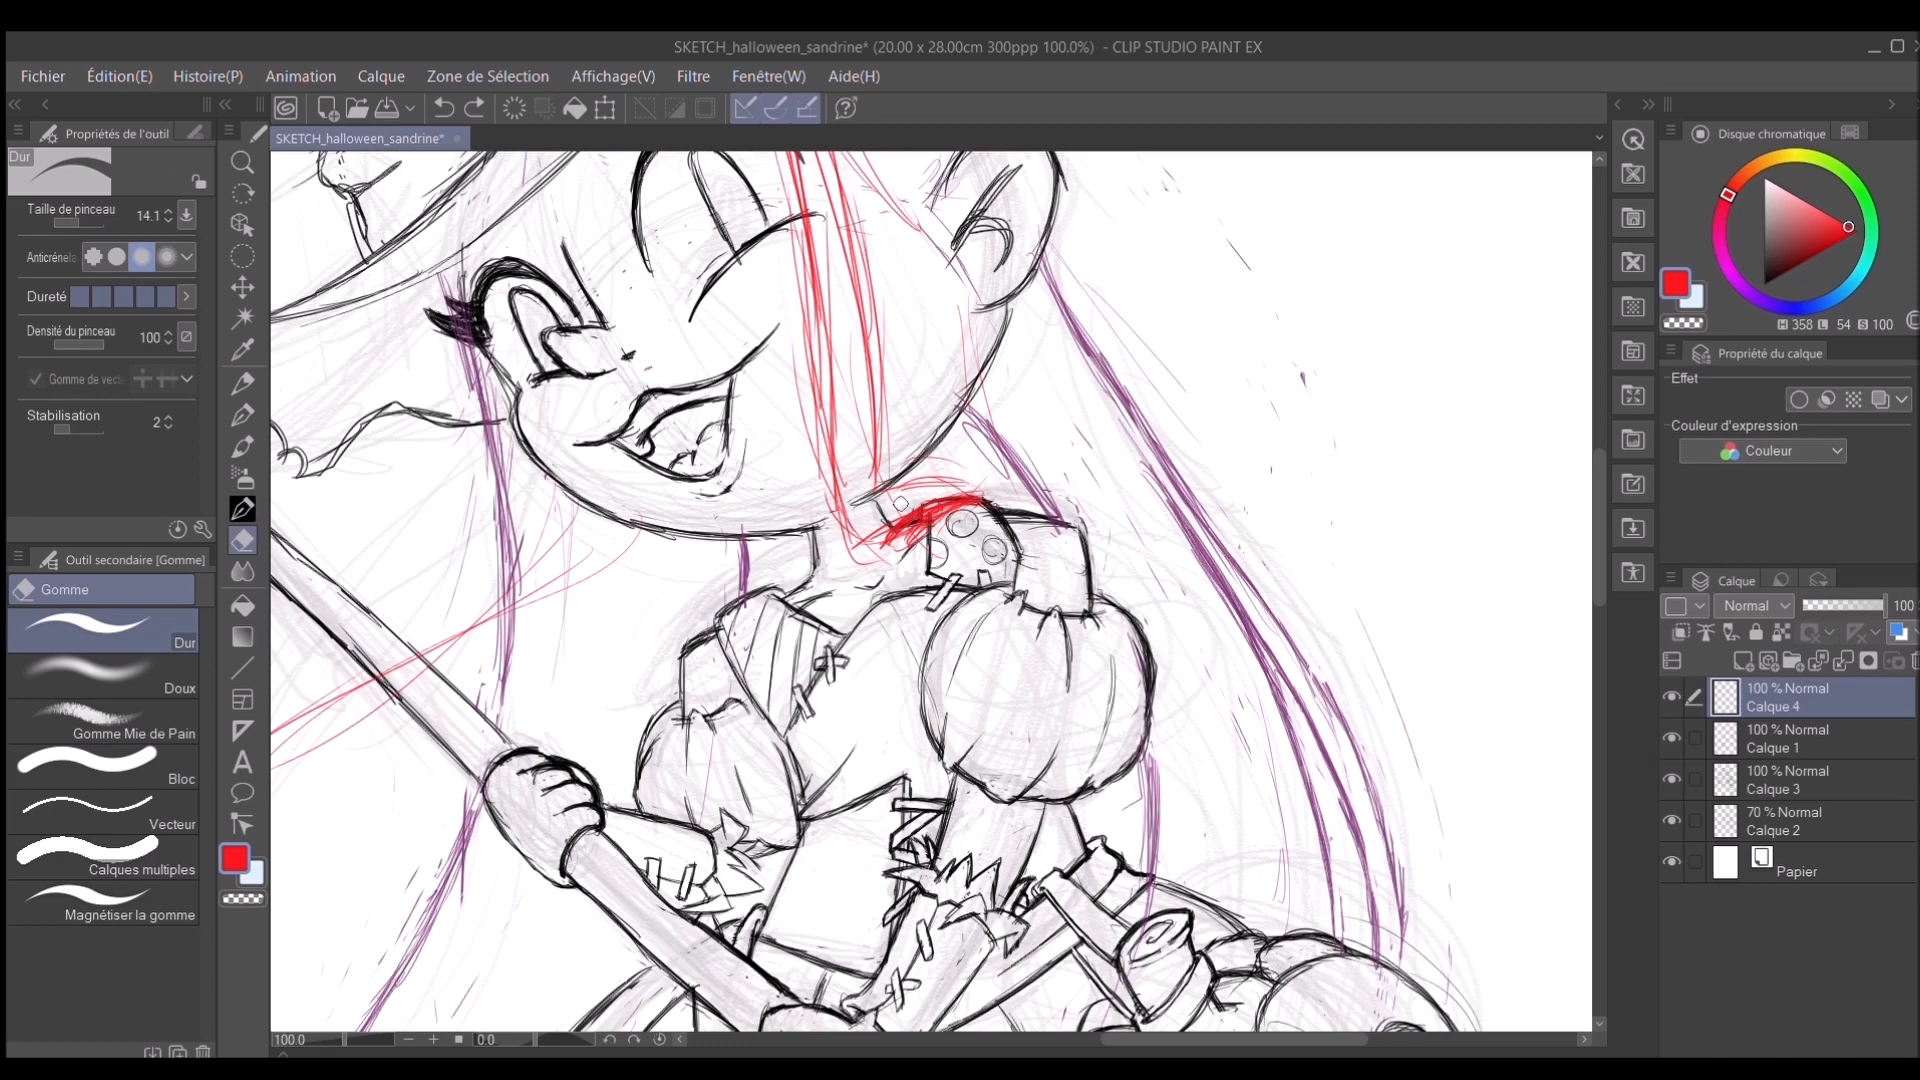 SKETCH_halloween_sandrine* (20.00 x 28.00cm 300ppp 100.0%) - CLIP STUDIO PAINT EX
Fichier Édition(E) Histoire(P) Animation Calque Zone de Sélection Affichage(V) Filtre Fenêtre(W) Aide(H)
Propriétés de l'outil
SKETCH_halloween_sandrine*
Dur
Taille de pinceau 14.1
Anticrénela
Dureté
Densité du pinceau 100
Gomme de vect
Stabilisation 2
Outil secondaire [Gomme]
Gomme
Dur
Doux
Gomme Mie de Pain
Bloc
Vecteur
Calques multiples
Magnétiser la gomme
100.0 0.0
Disque chromatique
H 358 L 54 S 100
Propriété du calque
Effet
Couleur d'expression
Couleur
Calque
Normal 100
100 % Normal
Calque 4
100 % Normal
Calque 1
100 % Normal
Calque 3
70 % Normal
Calque 2
Papier